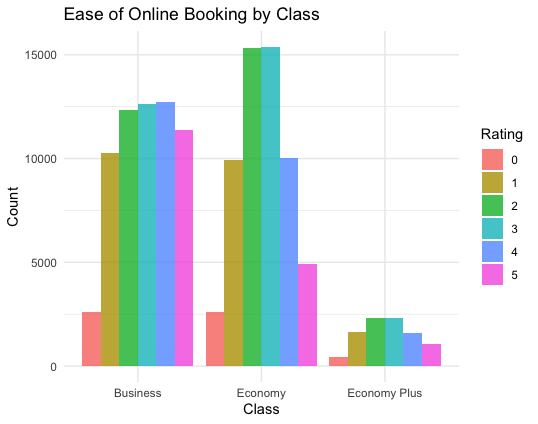 Ease of Online Booking by Class
15000
10000
5000
0
Count
Business
Economy
Economy Plus
Class
Rating
0
1
2
3
4
5